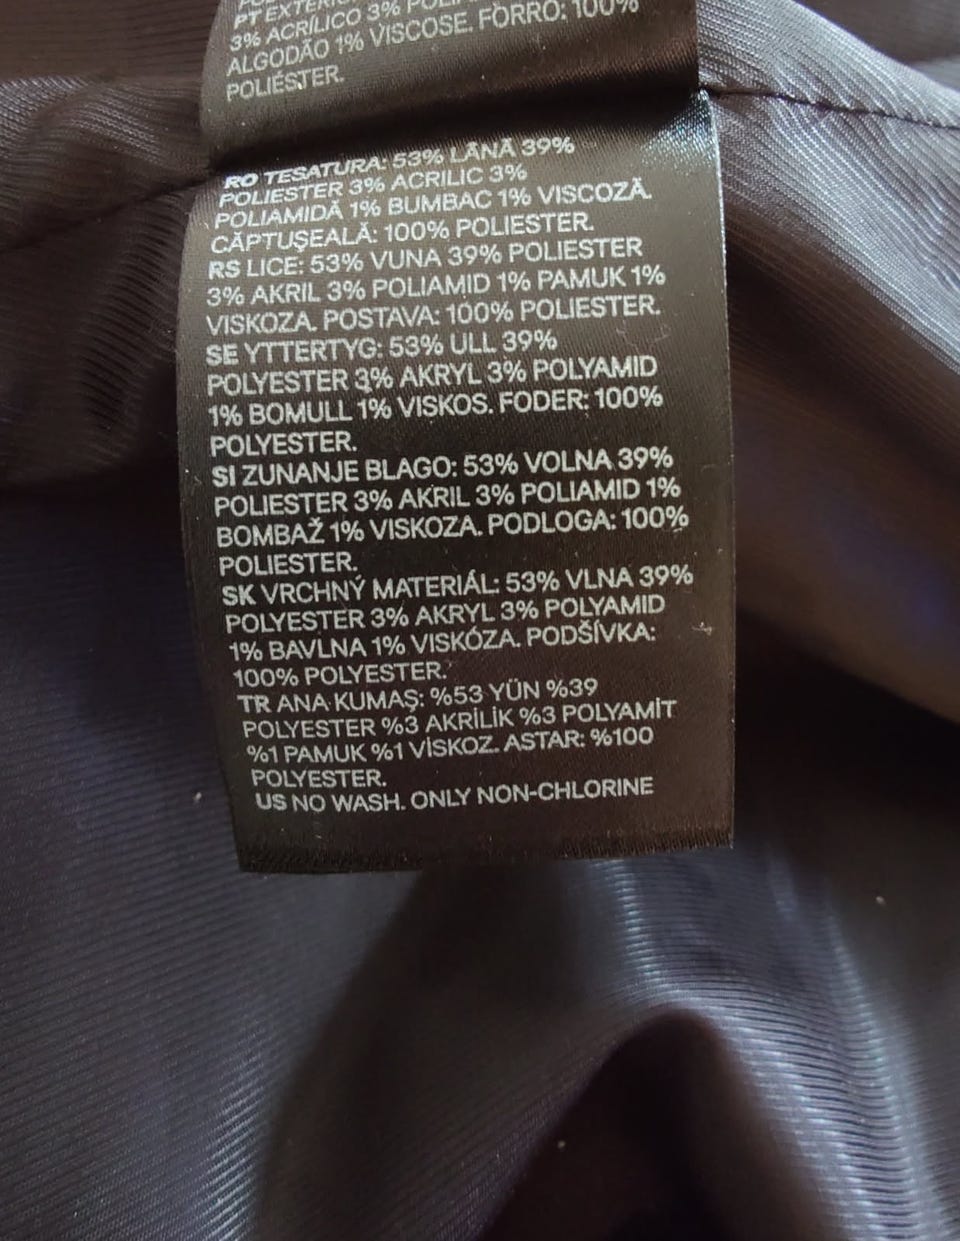 PT EXTERIO
3% ACRÍLICO 3% POLI
ALGODÃO 1% VISCOSE. FORRO: 100%
POLIÉSTER.
RO TESATURA: 53% LÂNĂ 39%
POLIESTER 3% ACRILIC 3%
POLIAMIDĂ 1% BUMBAC 1% VISCOZĂ.
CĂPTUŞEALĂ: 100% POLIESTER.
RS LICE: 53% VUNA 39% POLIESTER
3% AKRIL 3% POLIAMID 1% PAMUK 1%
VISKOZA. POSTAVA: 100% POLIESTER.
SE YTTERTYG: 53% ULL 39%
POLYESTER 3% AKRYL 3% POLYAMID
1% BOMULL 1% VISKOS. FODER: 100%
POLYESTER.
SI ZUNANJE BLAGO: 53% VOLNA 39%
POLIESTER 3% AKRIL 3% POLIAMID 1%
BOMBAŽ 1% VISKOZA. PODLOGA: 100%
POLIESTER.
SK VRCHNÝ MATERIÁL: 53% VLNA 39%
POLYESTER 3% AKRYL 3% POLYAMID
1% BAVLNA 1% VISKÓZA. PODŠÍVKA:
100% POLYESTER.
TR ANA KUMAŞ: %53 YÜN %39
POLYESTER %3 AKRİLİK %3 POLYAMİT
%1 PAMUK %1 VİSKOZ. ASTAR: %100
POLYESTER.
US NO WASH. ONLY NON-CHLORINE